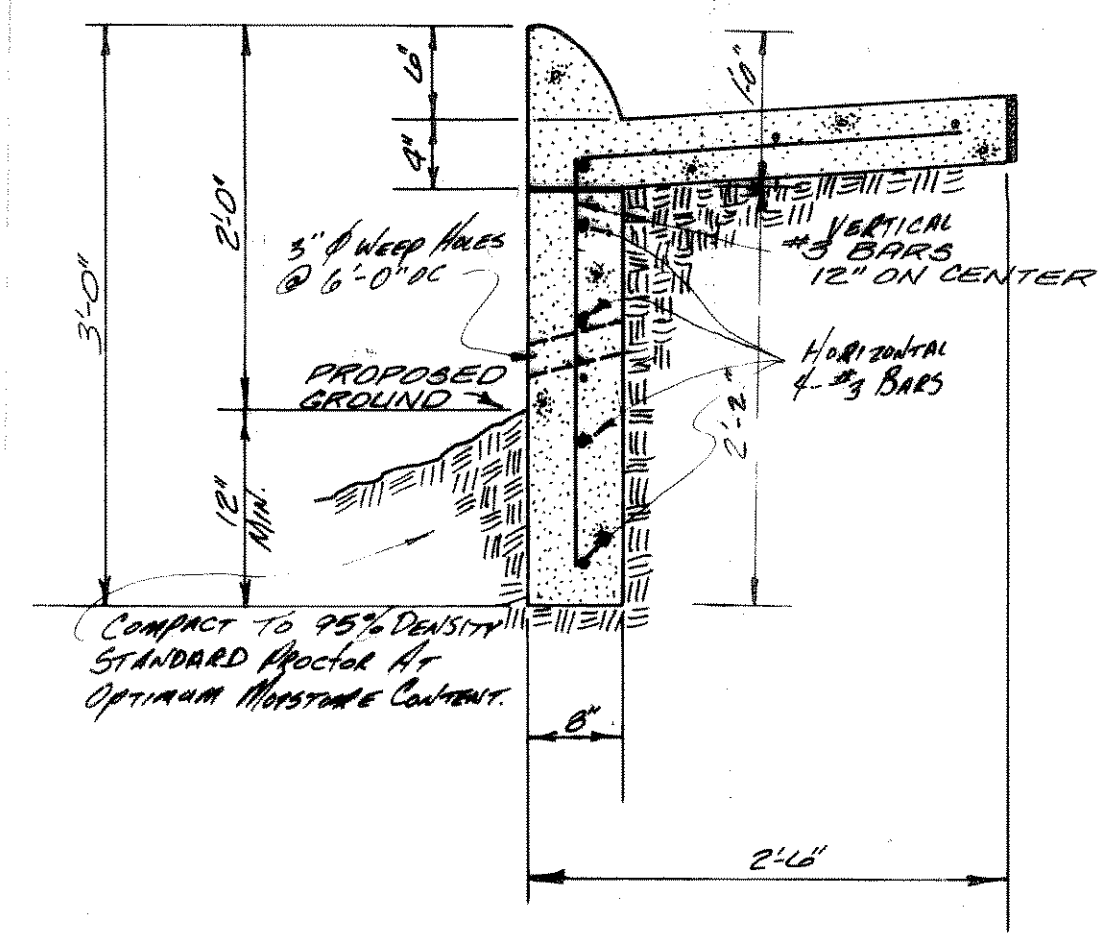 6"
1'-0"
4"
2'-0"
3'-0"
3" Ø WEEP HOLES
@ 6'-0" OC
VERTICAL
#3 BARS
12" ON CENTER
PROPOSED
GROUND
HORIZONTAL
4-#3 BARS
2'-2"
12"
MIN.
COMPACT TO 95% DENSITY
STANDARD PROCTOR AT
OPTIMUM MOISTURE CONTENT.
8"
2'-6"